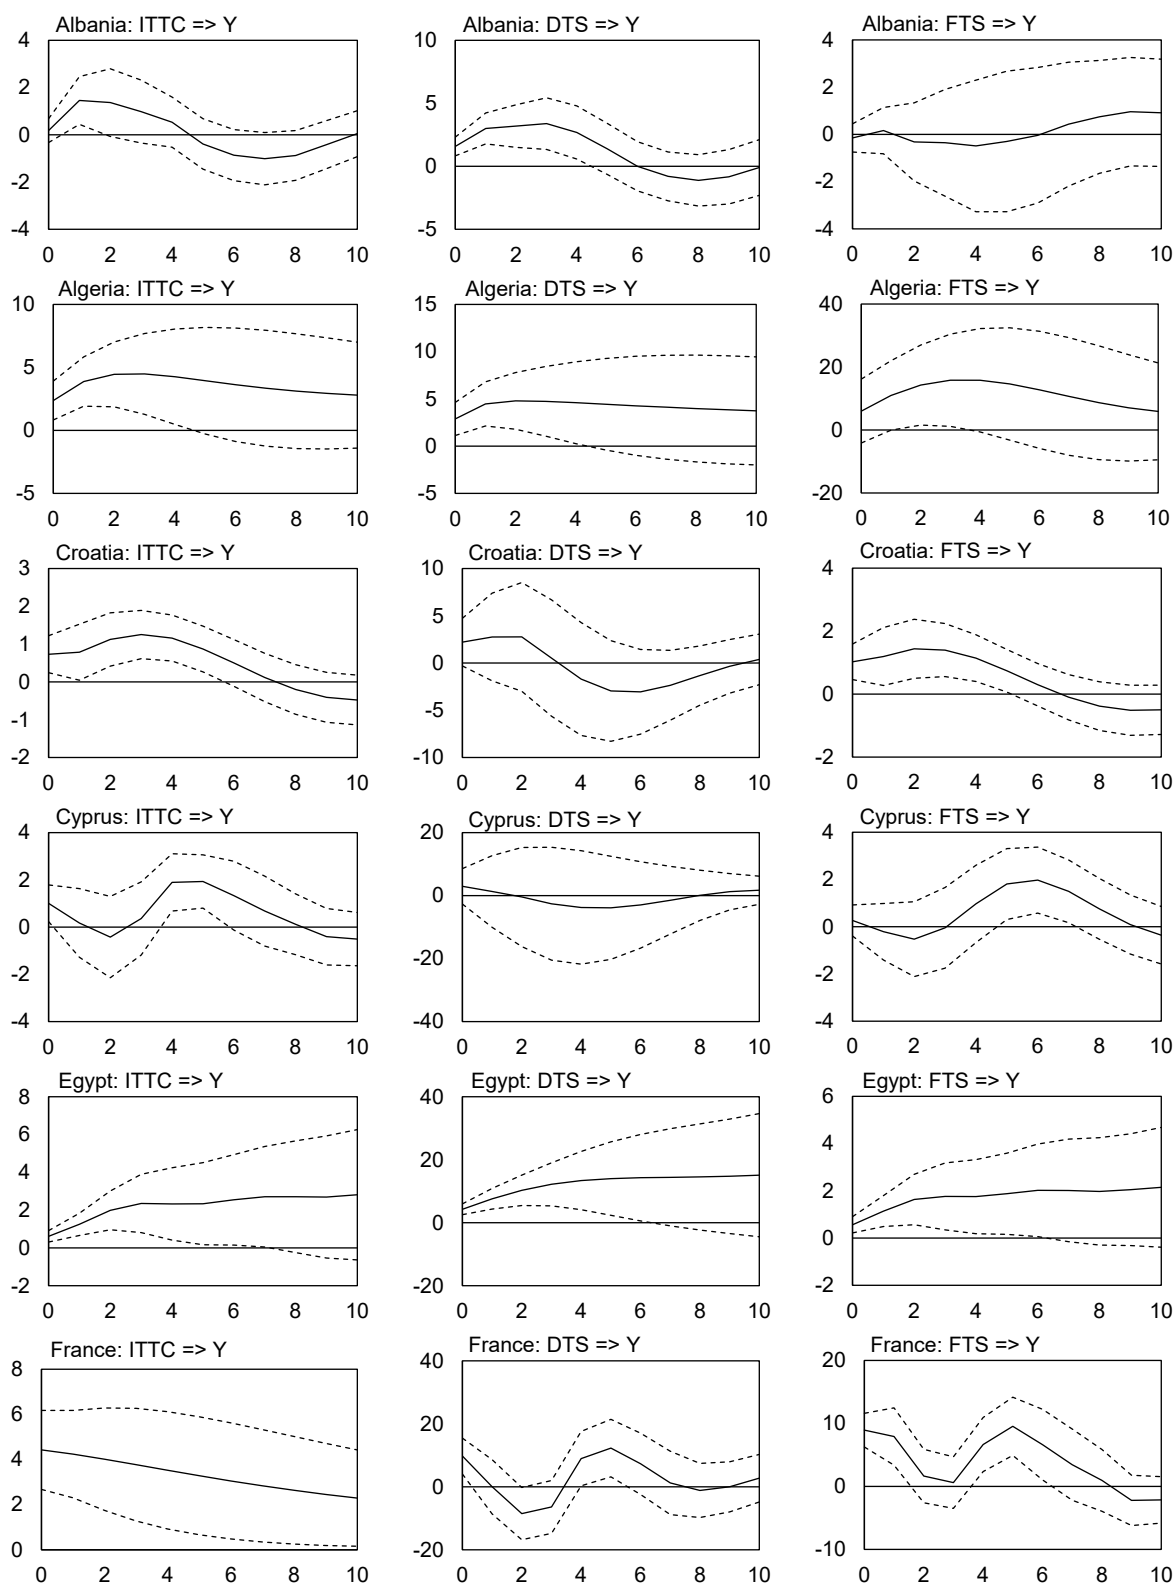 Albania: ITTC => Y
4
2
0
-2
-4
0 2 4 6 8 10
Albania: DTS => Y
10
5
0
-5
0 2 4 6 8 10
Albania: FTS => Y
4
2
0
-2
-4
0 2 4 6 8 10
Algeria: ITTC => Y
10
5
0
-5
0 2 4 6 8 10
Algeria: DTS => Y
15
10
5
0
-5
0 2 4 6 8 10
Algeria: FTS => Y
40
20
0
-20
0 2 4 6 8 10
Croatia: ITTC => Y
3
2
1
0
-1
-2
0 2 4 6 8 10
Croatia: DTS => Y
10
5
0
-5
-10
0 2 4 6 8 10
Croatia: FTS => Y
4
2
0
-2
0 2 4 6 8 10
Cyprus: ITTC => Y
4
2
0
-2
-4
0 2 4 6 8 10
Cyprus: DTS => Y
20
0
-20
-40
0 2 4 6 8 10
Cyprus: FTS => Y
4
2
0
-2
-4
0 2 4 6 8 10
Egypt: ITTC => Y
8
6
4
2
0
-2
0 2 4 6 8 10
Egypt: DTS => Y
40
20
0
-20
0 2 4 6 8 10
Egypt: FTS => Y
6
4
2
0
-2
0 2 4 6 8 10
France: ITTC => Y
8
6
4
2
0
0 2 4 6 8 10
France: DTS => Y
40
20
0
-20
0 2 4 6 8 10
France: FTS => Y
20
10
0
-10
0 2 4 6 8 10